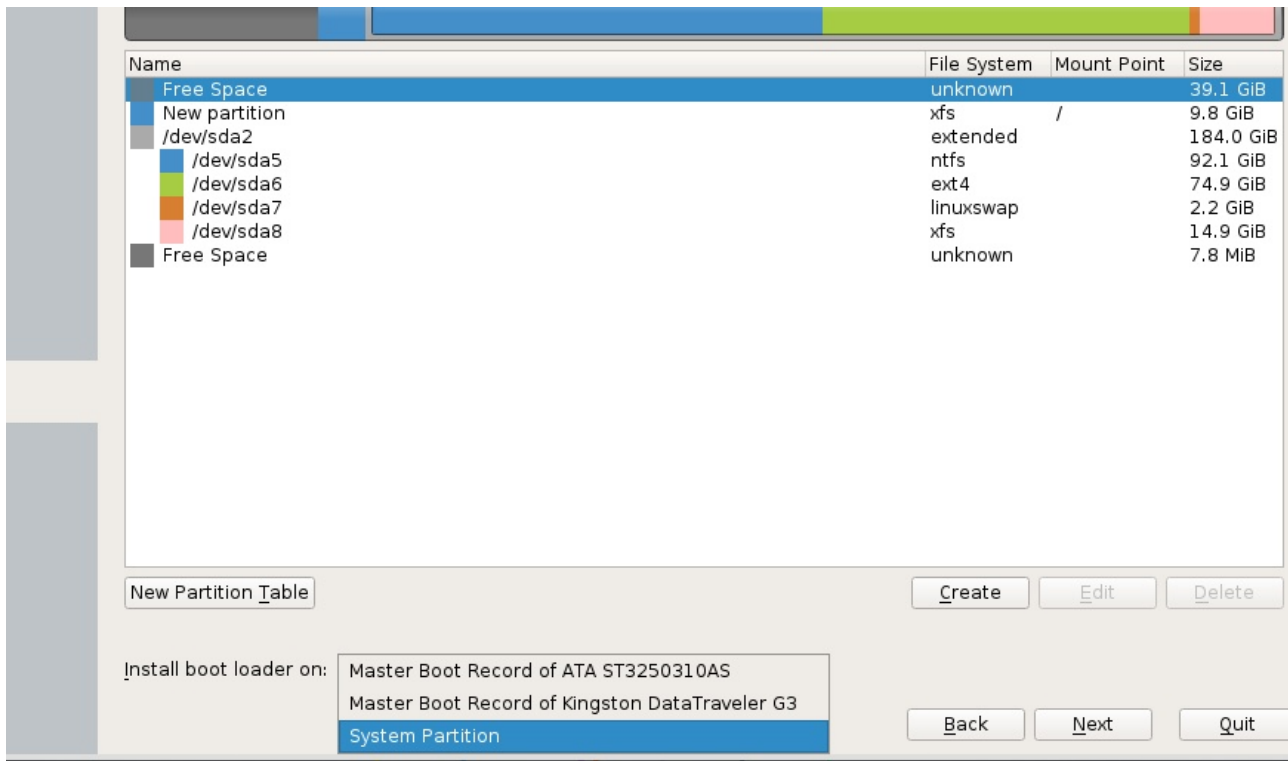 Name File System Mount Point Size
Free Space unknown 39.1 GiB
New partition xfs / 9.8 GiB
/dev/sda2 extended 184.0 GiB
/dev/sda5 ntfs 92.1 GiB
/dev/sda6 ext4 74.9 GiB
/dev/sda7 linuxswap 2.2 GiB
/dev/sda8 xfs 14.9 GiB
Free Space unknown 7.8 MiB
New Partition Table Create Edit Delete
Install boot loader on: Master Boot Record of ATA ST3250310AS
Master Boot Record of Kingston DataTraveler G3
System Partition
Back Next Quit